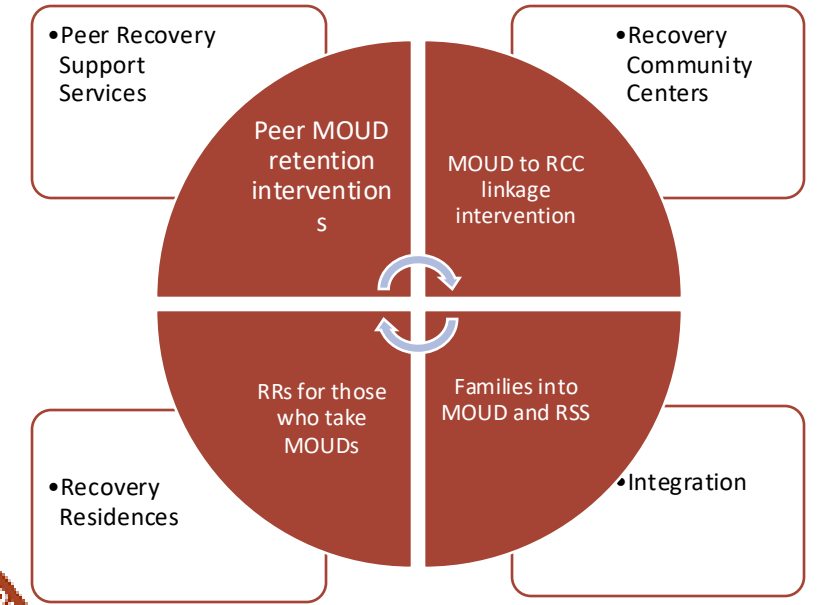 •Peer Recovery
Support
Services
•Recovery
Community
Centers
Peer MOUD
retention
intervention
s
MOUD to RCC
linkage
intervention
RRs for those
who take
MOUDs
Families into
MOUD and RSS
•Recovery
Residences
•Integration